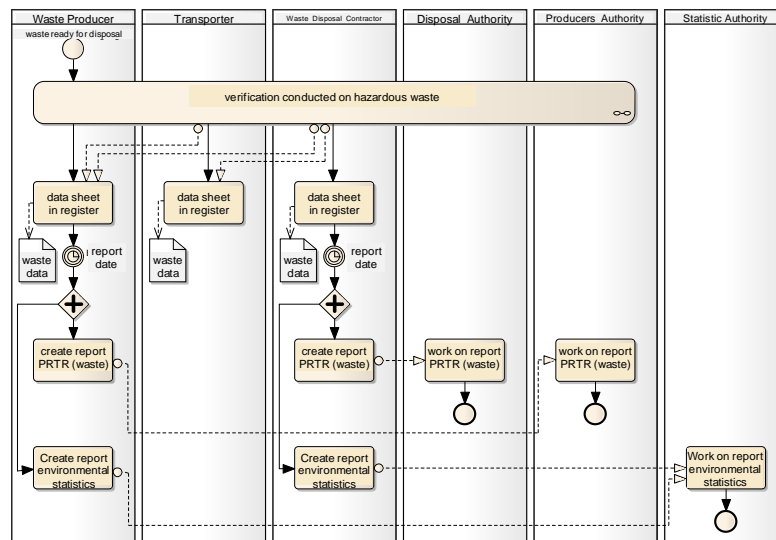 Waste Producer
Transporter
Waste Disposal Contractor
Disposal Authority
Producers Authority
Statistic Authority
waste ready for disposal
verification conducted on hazardous waste
data sheet
in register
data sheet
in register
data sheet
in register
waste
data
report
date
waste
data
waste
data
report
date
create report
PRTR (waste)
create report
PRTR (waste)
work on report
PRTR (waste)
work on report
PRTR (waste)
Create report
environmental
statistics
Create report
environmental
statistics
Work on report
environmental
statistics